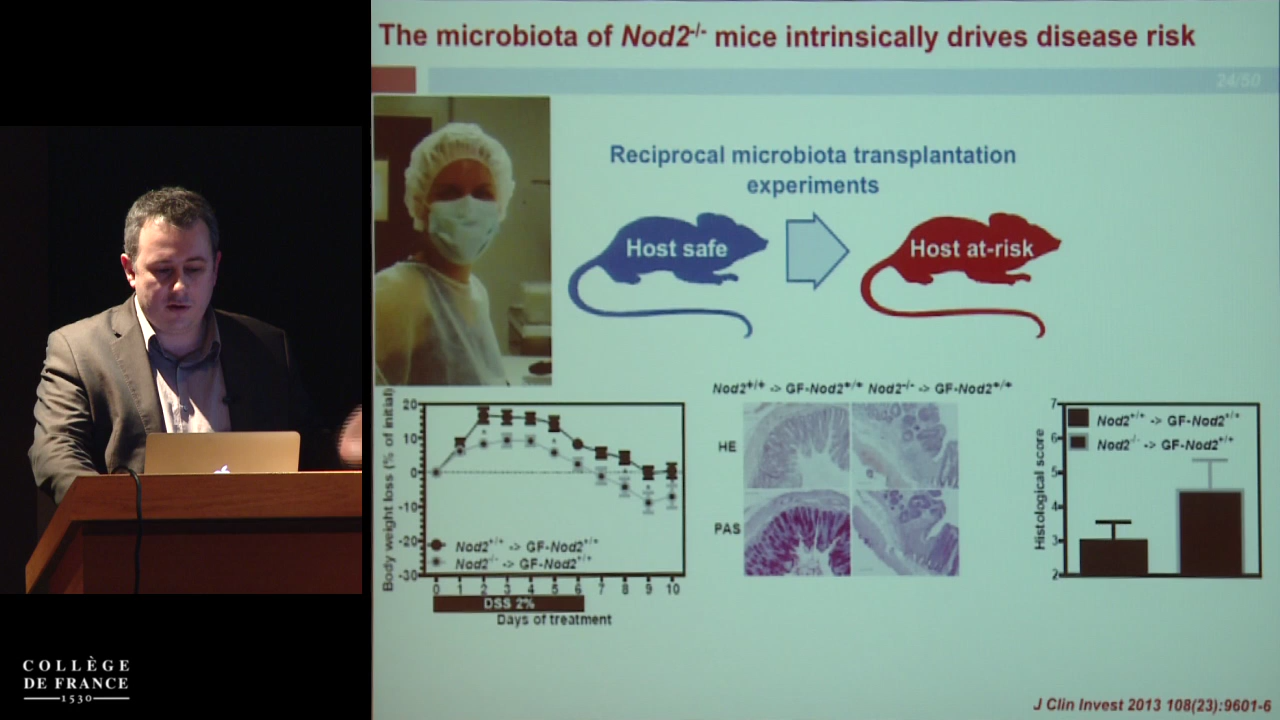 The microbiota of Nod2-/- mice intrinsically drives disease risk
24/50
Reciprocal microbiota transplantation
experiments
Host safe
Host at-risk
Body weight loss (% of initial)
20
10
0
-10
-20
-30
Nod2+/+ -> GF-Nod2+/+
Nod2-/- -> GF-Nod2+/+
0 1 2 3 4 5 6 7 8 9 10
DSS 2%
Days of treatment
Nod2+/+ -> GF-Nod2+/+ Nod2-/- -> GF-Nod2+/+
HE
PAS
Histological score
7
6
5
4
3
2
Nod2+/+ -> GF-Nod2+/+
Nod2-/- -> GF-Nod2+/+
J Clin Invest 2013 108(23):9601-6
COLLÈGE
DE FRANCE
1530